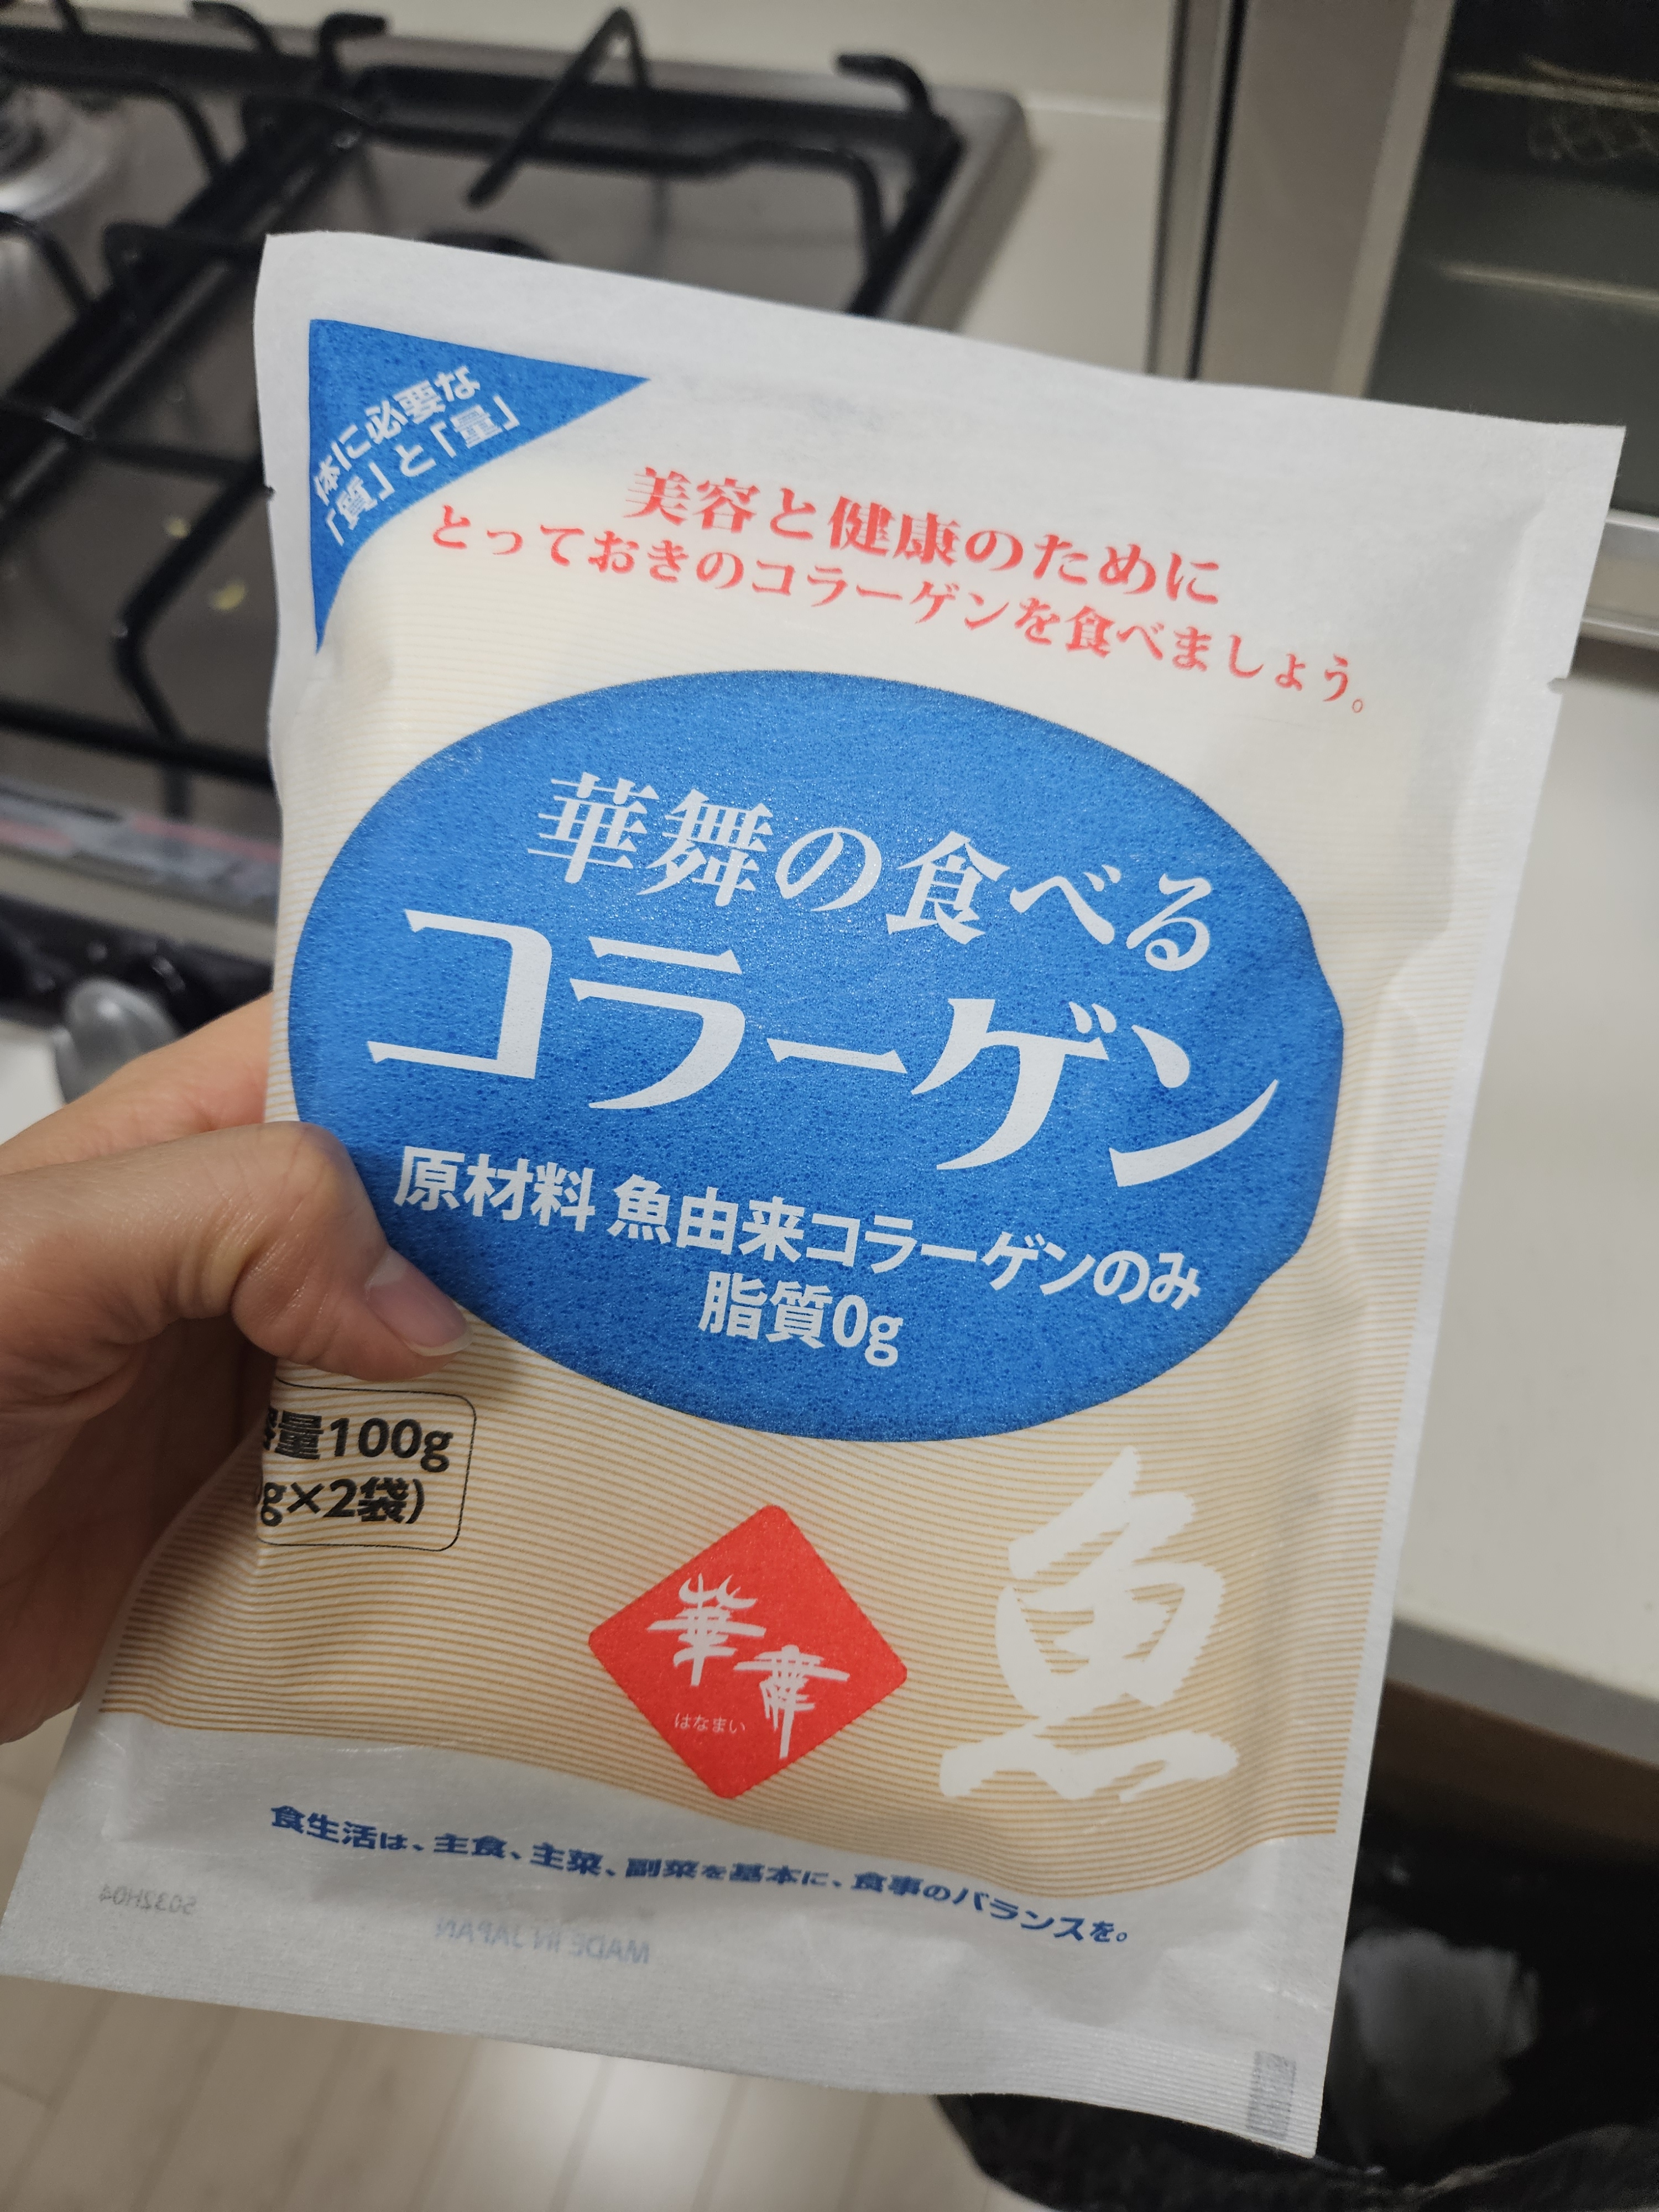 体に必要な
「質」と「量」
美容と健康のために
とっておきのコラーゲンを食べましょう。
華舞の食べる
コラーゲン
原材料 魚由来コラーゲンのみ
脂質0g
量100g
g×2袋)
華舞
はなまい
魚
食生活は、主食、主菜、副菜を基本に、食事のバランスを。
5032H04
MADE IN JAPAN